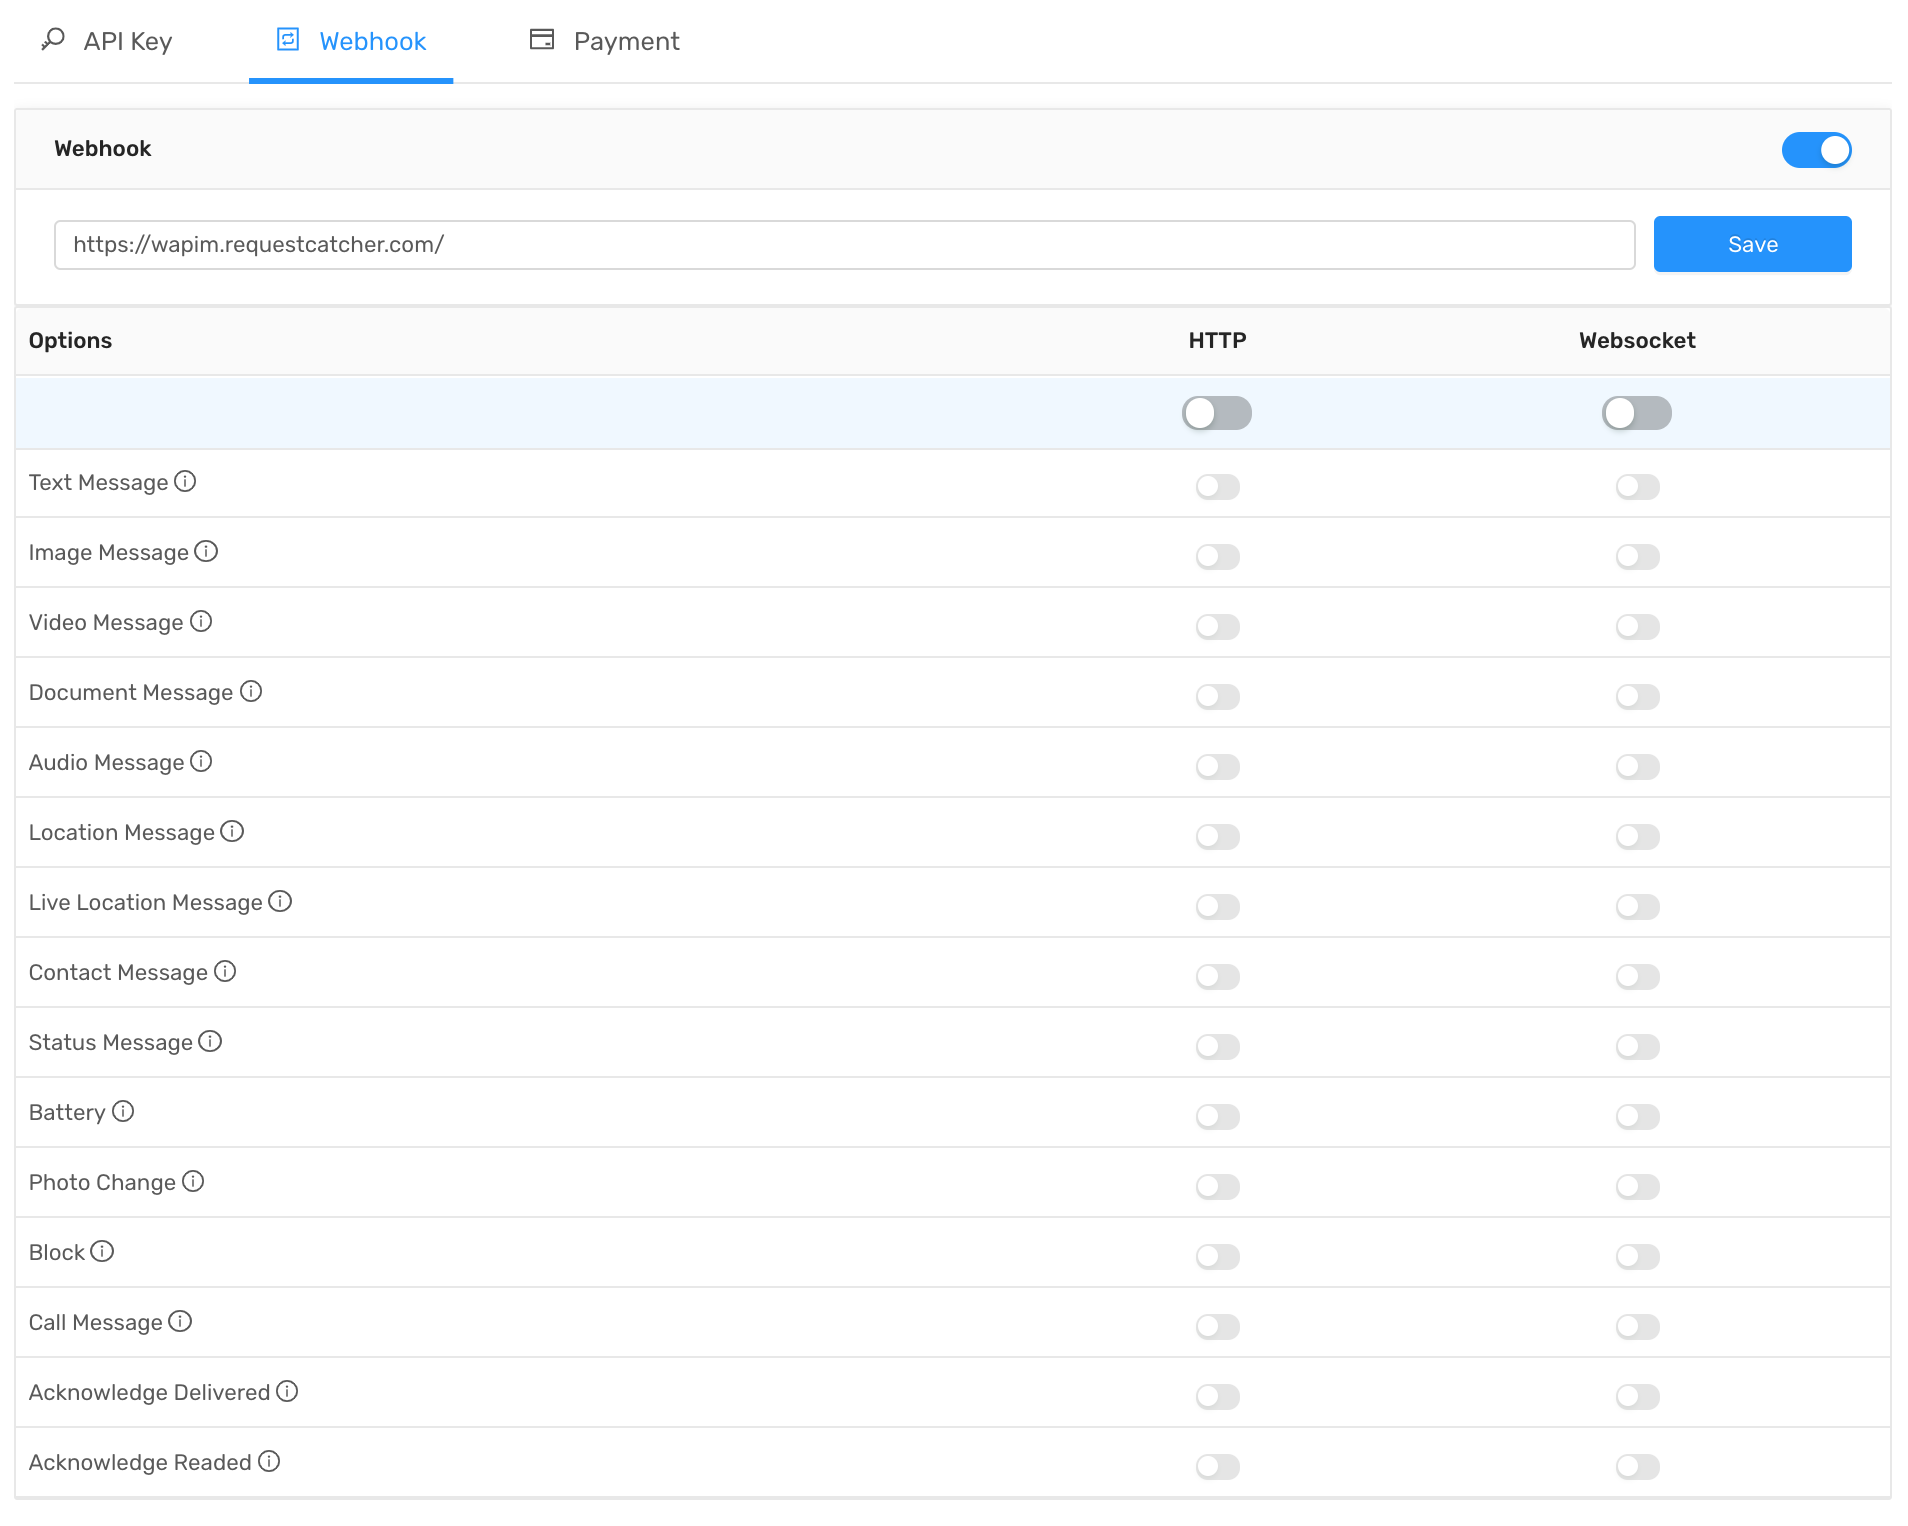 API Key Webhook Payment
Webhook
https://wapim.requestcatcher.com/ Save
Options HTTP Websocket
Text Message
Image Message
Video Message
Document Message
Audio Message
Location Message
Live Location Message
Contact Message
Status Message
Battery
Photo Change
Block
Call Message
Acknowledge Delivered
Acknowledge Readed